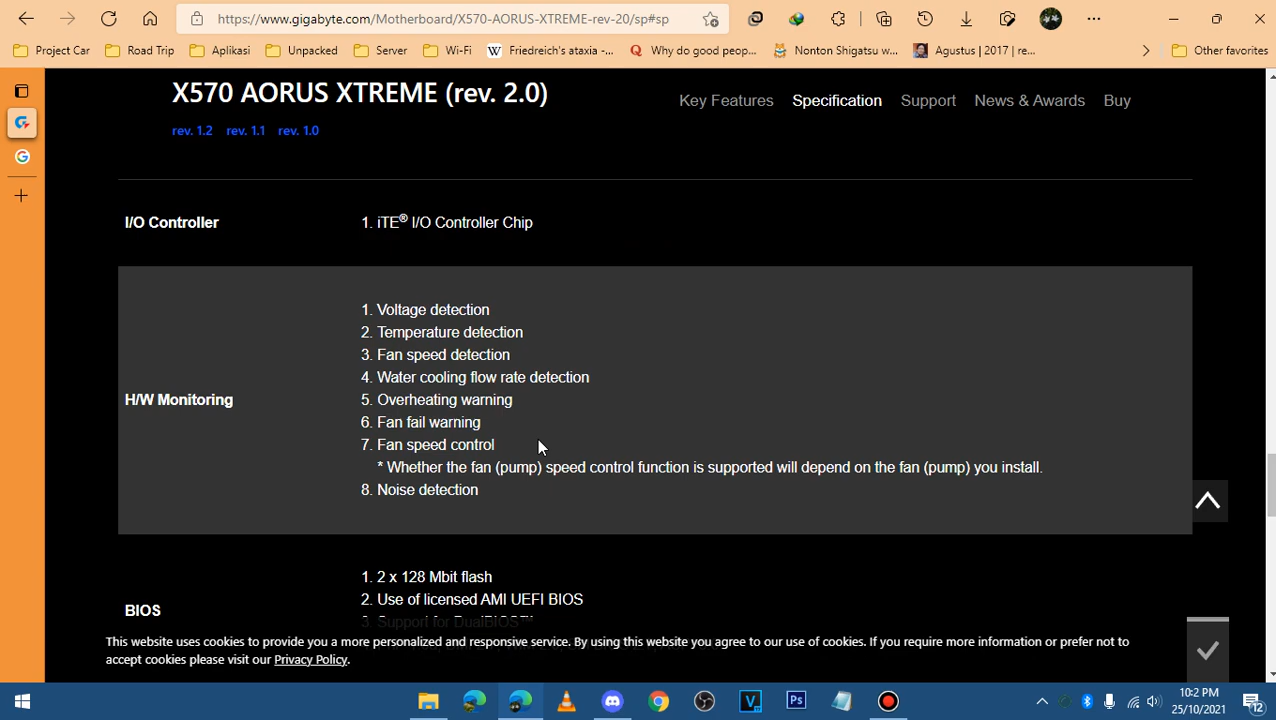 https://www.gigabyte.com/Motherboard/X570-AORUS-XTREME-rev-20/sp#sp
Project Car
Road Trip
Aplikasi
Unpacked
Server
Wi-Fi
Friedreich's ataxia -...
Why do good peop...
Nonton Shigatsu w...
Agustus | 2017 | re...
Other favorites
X570 AORUS XTREME (rev. 2.0)
Key Features
Specification
Support
News & Awards
Buy
rev. 1.2 rev. 1.1 rev. 1.0
I/O Controller
1. iTE® I/O Controller Chip
H/W Monitoring
1. Voltage detection
2. Temperature detection
3. Fan speed detection
4. Water cooling flow rate detection
5. Overheating warning
6. Fan fail warning
7. Fan speed control
* Whether the fan (pump) speed control function is supported will depend on the fan (pump) you install.
8. Noise detection
BIOS
1. 2 x 128 Mbit flash
2. Use of licensed AMI UEFI BIOS
3. Support for DualBIOS™
This website uses cookies to provide you a more personalized and responsive service. By using this website you agree to our use of cookies. If you require more information or prefer not to
accept cookies please visit our Privacy Policy.
10:2 PM
25/10/2021
12